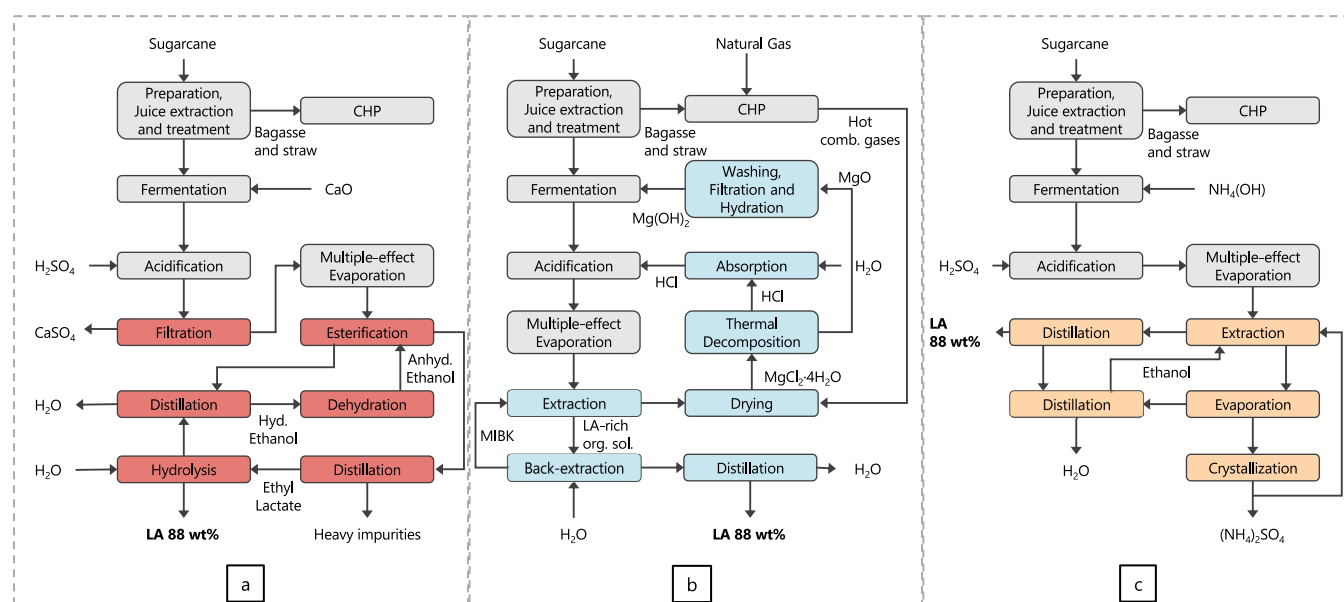 Sugarcane
Preparation,
Juice extraction
and treatment
CHP
Bagasse
and straw
Fermentation
CaO
H₂SO₄
Acidification
Multiple-effect
Evaporation
CaSO₄
Filtration
Esterification
Anhyd.
Ethanol
H₂O
Distillation
Hyd.
Ethanol
Dehydration
H₂O
Hydrolysis
Ethyl
Lactate
Distillation
LA 88 wt%
Heavy impurities
a
Sugarcane
Natural Gas
Preparation,
Juice extraction
and treatment
CHP
Bagasse
and straw
Hot
comb. gases
Fermentation
Mg(OH)₂
Washing,
Filtration and
Hydration
MgO
Acidification
HCl
Absorption
H₂O
HCl
Multiple-effect
Evaporation
Thermal
Decomposition
MgCl₂·4H₂O
Extraction
Drying
MIBK
LA-rich
org. sol.
Back-extraction
Distillation
H₂O
H₂O
LA 88 wt%
b
Sugarcane
Preparation,
Juice extraction
and treatment
CHP
Bagasse
and straw
Fermentation
NH₄(OH)
H₂SO₄
Acidification
Multiple-effect
Evaporation
LA
88 wt%
Distillation
Extraction
Ethanol
Distillation
Evaporation
H₂O
Crystallization
(NH₄)₂SO₄
c